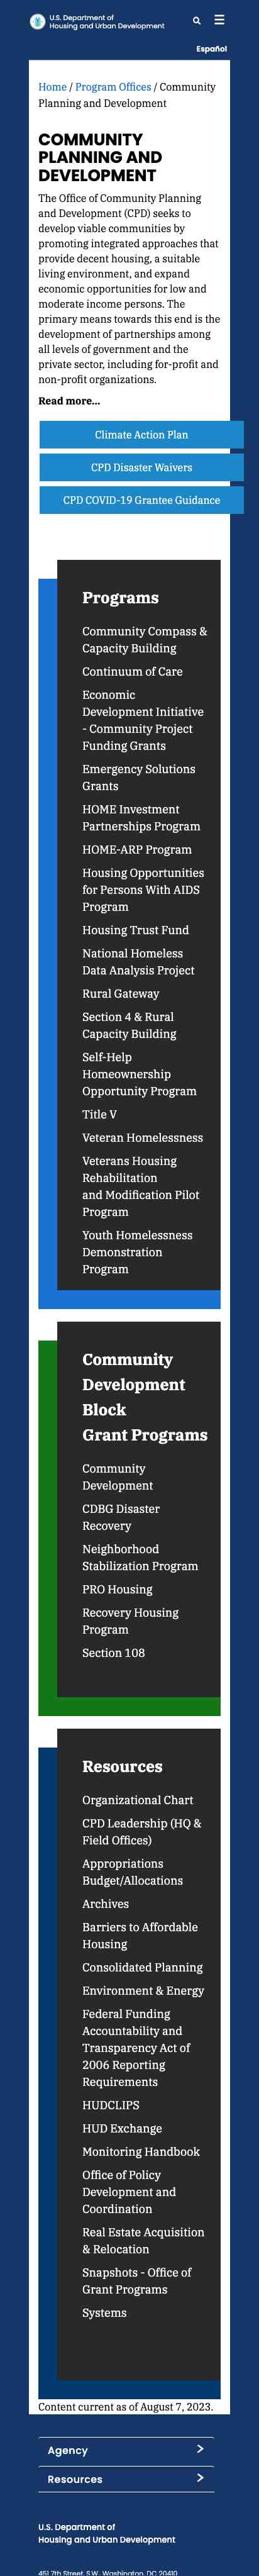 U.S. Department of
Housing and Urban Development
Español
Home / Program Offices / Community
Planning and Development
COMMUNITY
PLANNING AND
DEVELOPMENT
The Office of Community Planning
and Development (CPD) seeks to
develop viable communities by
promoting integrated approaches that
provide decent housing, a suitable
living environment, and expand
economic opportunities for low and
moderate income persons. The
primary means towards this end is the
development of partnerships among
all levels of government and the
private sector, including for-profit and
non-profit organizations.
Read more...
Climate Action Plan
CPD Disaster Waivers
CPD COVID-19 Grantee Guidance
Programs
Community Compass &
Capacity Building
Continuum of Care
Economic
Development Initiative
- Community Project
Funding Grants
Emergency Solutions
Grants
HOME Investment
Partnerships Program
HOME-ARP Program
Housing Opportunities
for Persons With AIDS
Program
Housing Trust Fund
National Homeless
Data Analysis Project
Rural Gateway
Section 4 & Rural
Capacity Building
Self-Help
Homeownership
Opportunity Program
Title V
Veteran Homelessness
Veterans Housing
Rehabilitation
and Modification Pilot
Program
Youth Homelessness
Demonstration
Program
Community
Development
Block
Grant Programs
Community
Development
CDBG Disaster
Recovery
Neighborhood
Stabilization Program
PRO Housing
Recovery Housing
Program
Section 108
Resources
Organizational Chart
CPD Leadership (HQ &
Field Offices)
Appropriations
Budget/Allocations
Archives
Barriers to Affordable
Housing
Consolidated Planning
Environment & Energy
Federal Funding
Accountability and
Transparency Act of
2006 Reporting
Requirements
HUDCLIPS
HUD Exchange
Monitoring Handbook
Office of Policy
Development and
Coordination
Real Estate Acquisition
& Relocation
Snapshots - Office of
Grant Programs
Systems
Content current as of August 7, 2023.
Agency
Resources
U.S. Department of
Housing and Urban Development
451 7th Street, S.W., Washington, DC 20410